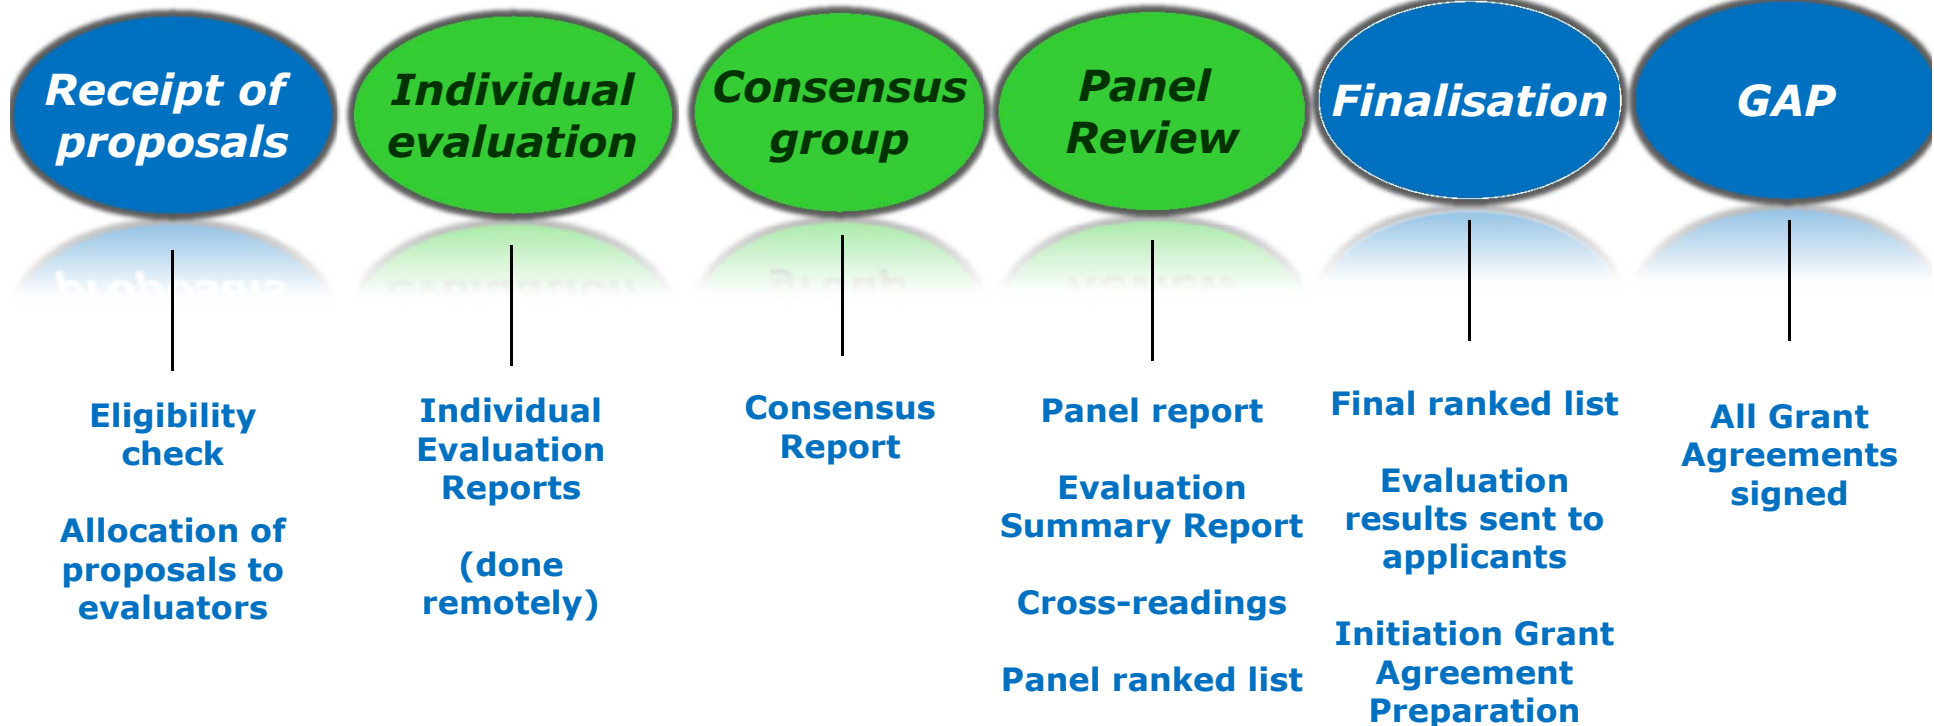 Receipt of
proposals
Individual
evaluation
Consensus
group
Panel
Review
Finalisation
GAP
Eligibility
check
Allocation of
proposals to
evaluators
Individual
Evaluation
Reports
(done
remotely)
Consensus
Report
Panel report
Evaluation
Summary Report
Cross-readings
Panel ranked list
Final ranked list
Evaluation
results sent to
applicants
Initiation Grant
Agreement
Preparation
All Grant
Agreements
signed